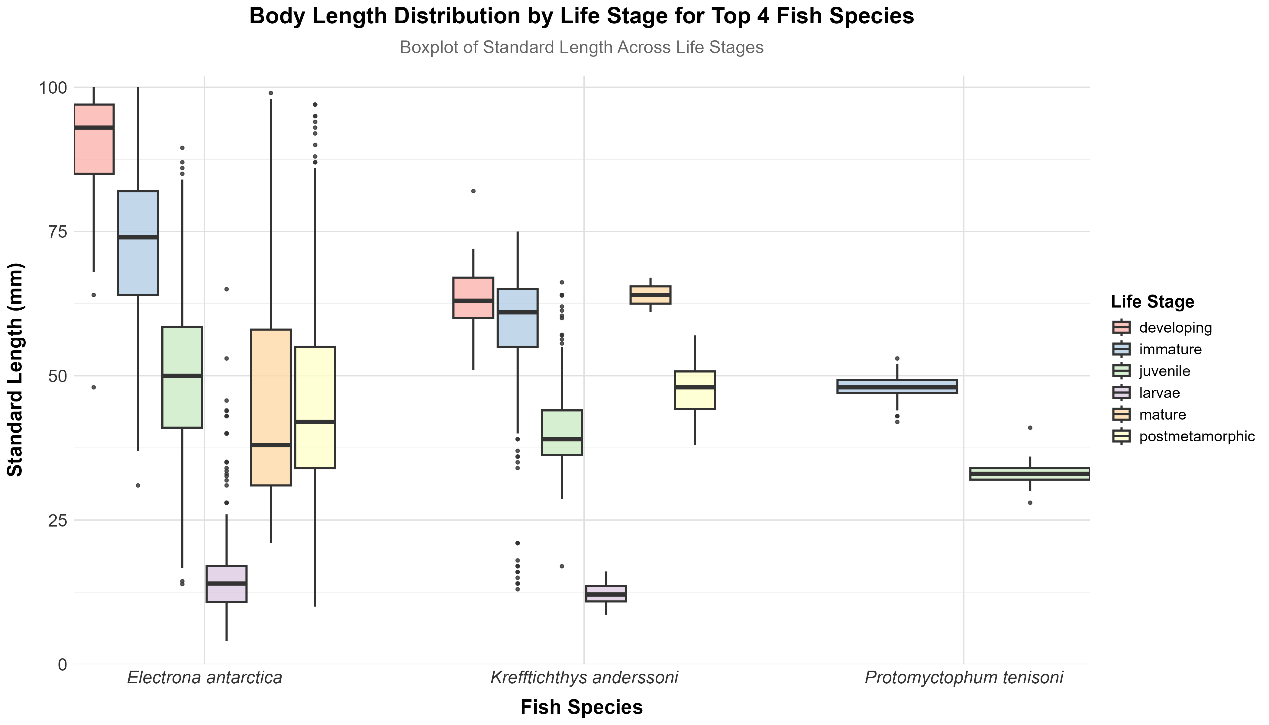 Body Length Distribution by Life Stage for Top 4 Fish Species
Boxplot of Standard Length Across Life Stages
Standard Length (mm)
100
75
50
25
0
Electrona antarctica
Krefftichthys anderssoni
Protomyctophum tenisoni
Fish Species
Life Stage
developing
immature
juvenile
larvae
mature
postmetamorphic